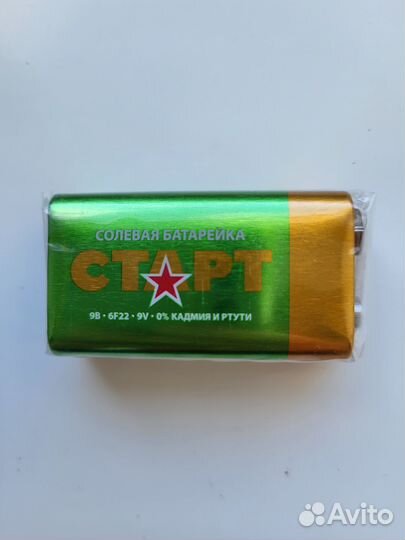 СОЛЕВАЯ БАТАРЕЙКА
СТАРТ
9В · 6F22 · 9V · 0% КАДМИЯ И РТУТИ
Avito